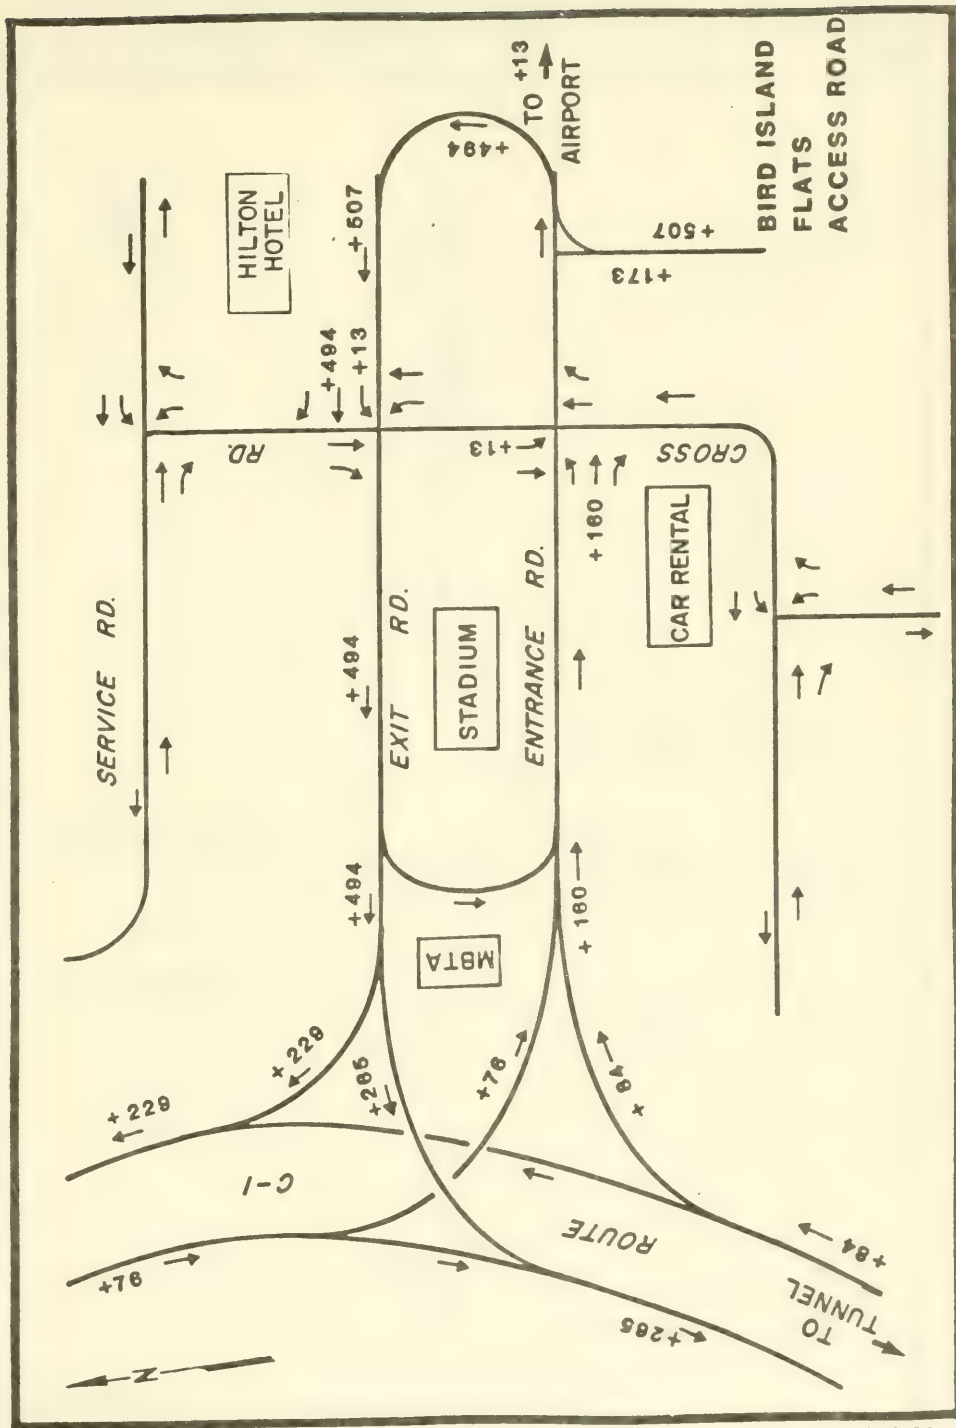 SERVICE RD.
HILTON
HOTEL
TO +13
AIRPORT
BIRD ISLAND
FLATS
ACCESS ROAD
+494
+507
+494
+13
+507
+173
RD.
+13
CROSS
+160
CAR RENTAL
+494
EXIT RD.
STADIUM
ENTRANCE RD.
+494
MBTA
+160
+229
+229
+265
+76
+84
C-1
ROUTE
+76
+265
+84
TO
TUNNEL
N